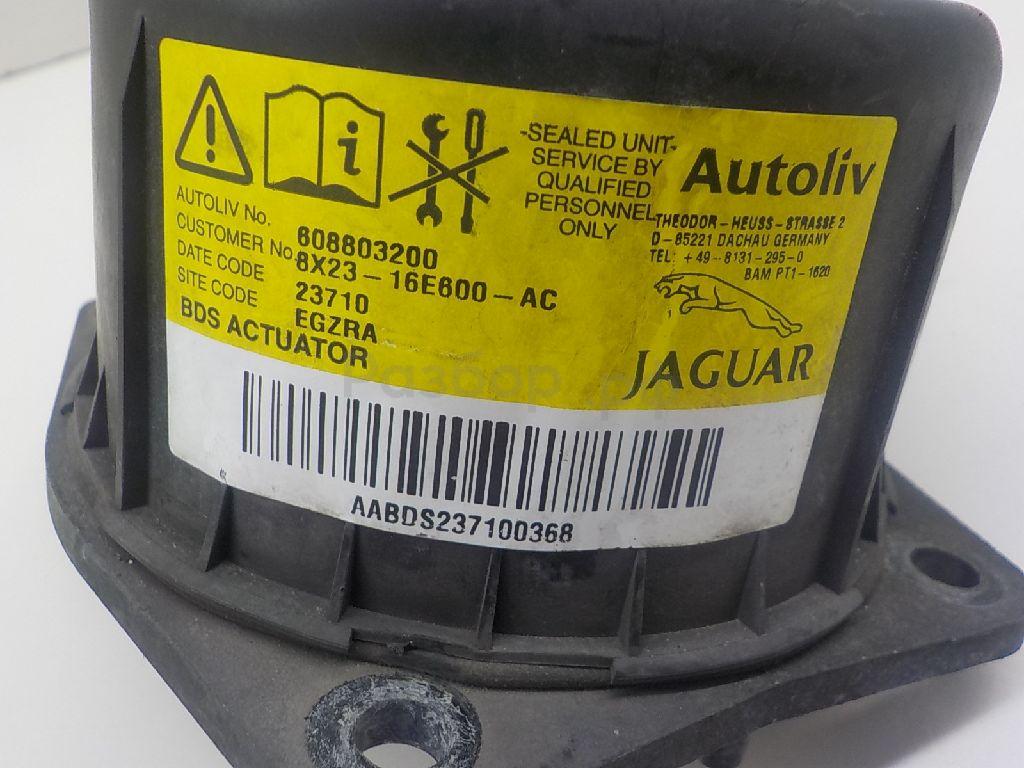 -SEALED UNIT-
SERVICE BY
QUALIFIED
PERSONNEL
ONLY
Autoliv
THEODOR-HEUSS-STRASSE 2
D-85221 DACHAU GERMANY
TEL: +49-8131-295-0
BAM PT1-1620
AUTOLIV No. 608803200
CUSTOMER No. 8X23-16E600-AC
DATE CODE 23710
SITE CODE EGZRA
BDS ACTUATOR
1
JAGUAR
AABDS237100368